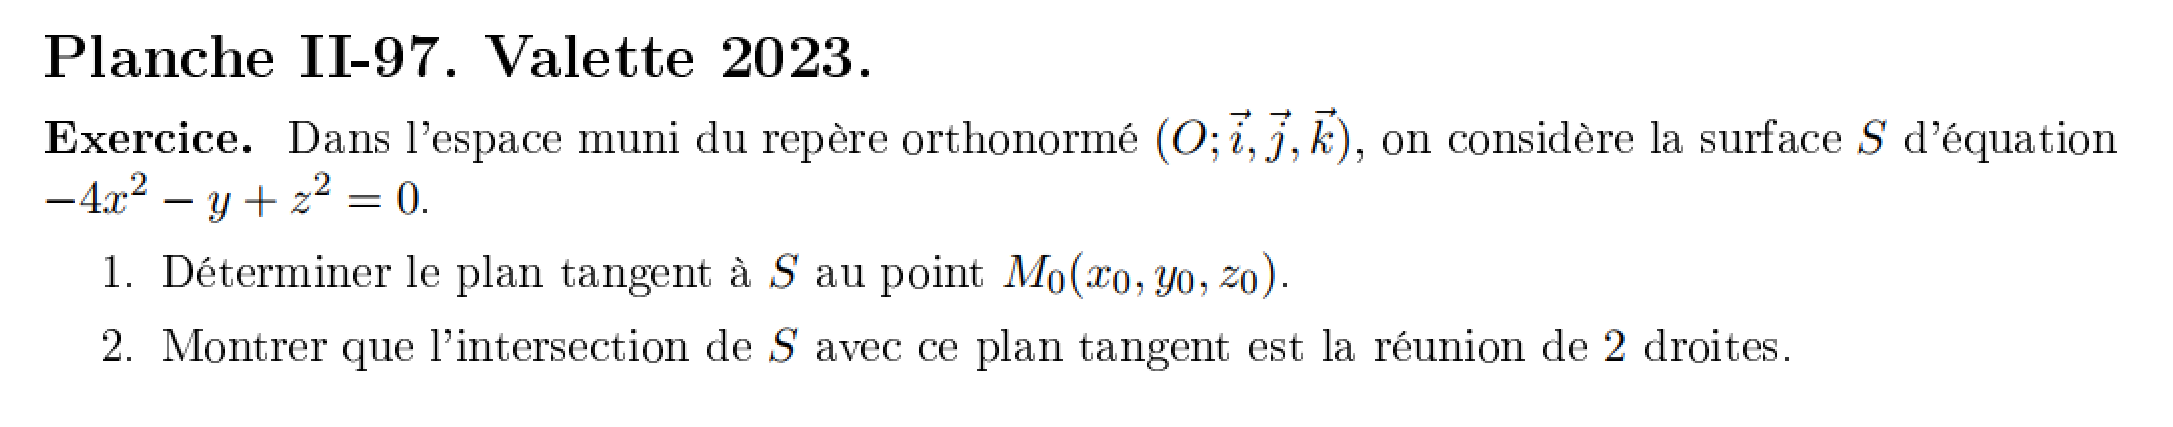 Planche II-97. Valette 2023.
Exercice. Dans l'espace muni du repère orthonormé $(O; \vec{i}, \vec{j}, \vec{k})$, on considère la surface $S$ d'équation
$-4x^2 - y + z^2 = 0$.
1. Déterminer le plan tangent à $S$ au point $M_0(x_0, y_0, z_0)$.
2. Montrer que l'intersection de $S$ avec ce plan tangent est la réunion de 2 droites.